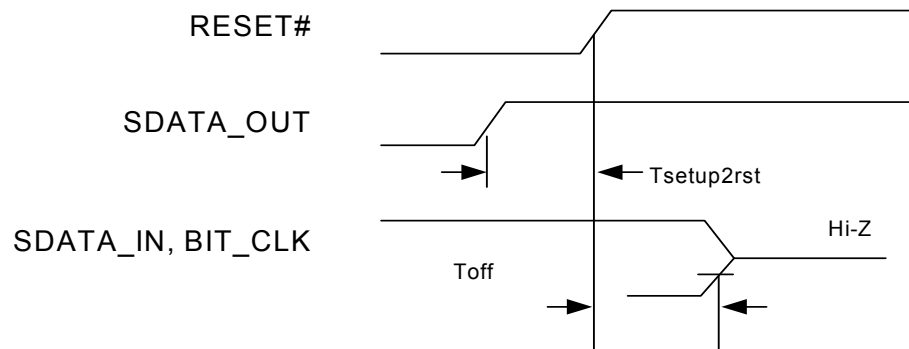 RESET#
SDATA_OUT
Tsetup2rst
SDATA_IN, BIT_CLK
Hi-Z
Toff